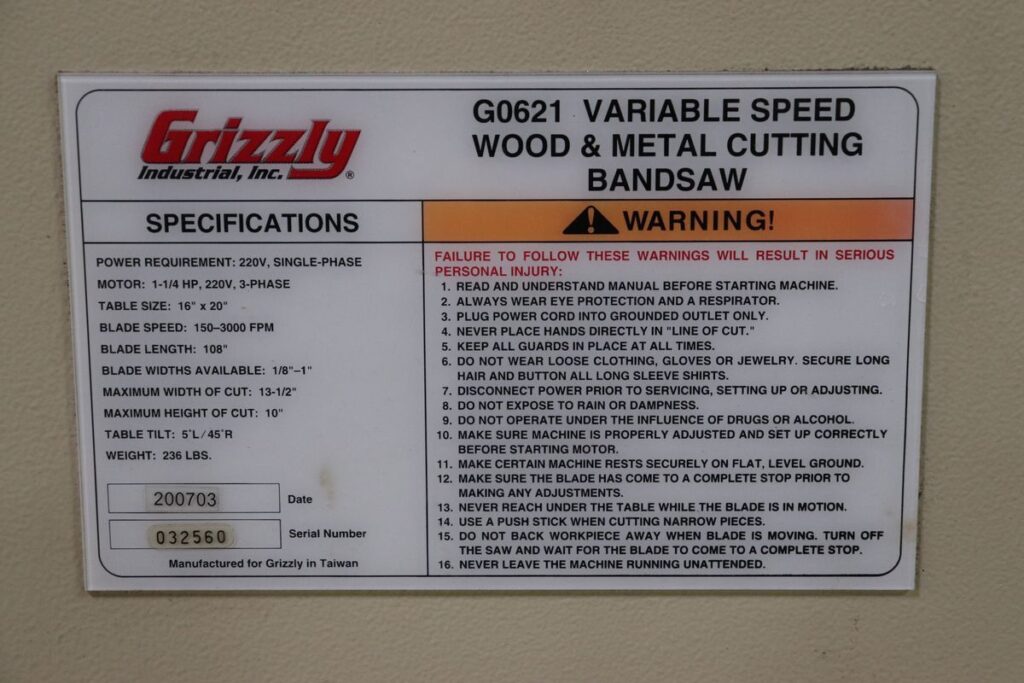 Grizzly
Industrial, Inc. ®
G0621 VARIABLE SPEED
WOOD & METAL CUTTING
BANDSAW
SPECIFICATIONS
POWER REQUIREMENT: 220V, SINGLE-PHASE
MOTOR: 1-1/4 HP, 220V, 3-PHASE
TABLE SIZE: 16" x 20"
BLADE SPEED: 150–3000 FPM
BLADE LENGTH: 108"
BLADE WIDTHS AVAILABLE: 1/8"–1"
MAXIMUM WIDTH OF CUT: 13-1/2"
MAXIMUM HEIGHT OF CUT: 10"
TABLE TILT: 5˚L/45˚R
WEIGHT: 236 LBS.
200703 Date
032560 Serial Number
Manufactured for Grizzly in Taiwan
WARNING!
FAILURE TO FOLLOW THESE WARNINGS WILL RESULT IN SERIOUS
PERSONAL INJURY:
1. READ AND UNDERSTAND MANUAL BEFORE STARTING MACHINE.
2. ALWAYS WEAR EYE PROTECTION AND A RESPIRATOR.
3. PLUG POWER CORD INTO GROUNDED OUTLET ONLY.
4. NEVER PLACE HANDS DIRECTLY IN "LINE OF CUT."
5. KEEP ALL GUARDS IN PLACE AT ALL TIMES.
6. DO NOT WEAR LOOSE CLOTHING, GLOVES OR JEWELRY. SECURE LONG
HAIR AND BUTTON ALL LONG SLEEVE SHIRTS.
7. DISCONNECT POWER PRIOR TO SERVICING, SETTING UP OR ADJUSTING.
8. DO NOT EXPOSE TO RAIN OR DAMPNESS.
9. DO NOT OPERATE UNDER THE INFLUENCE OF DRUGS OR ALCOHOL.
10. MAKE SURE MACHINE IS PROPERLY ADJUSTED AND SET UP CORRECTLY
BEFORE STARTING MOTOR.
11. MAKE CERTAIN MACHINE RESTS SECURELY ON FLAT, LEVEL GROUND.
12. MAKE SURE THE BLADE HAS COME TO A COMPLETE STOP PRIOR TO
MAKING ANY ADJUSTMENTS.
13. NEVER REACH UNDER THE TABLE WHILE THE BLADE IS IN MOTION.
14. USE A PUSH STICK WHEN CUTTING NARROW PIECES.
15. DO NOT BACK WORKPIECE AWAY WHEN BLADE IS MOVING. TURN OFF
THE SAW AND WAIT FOR THE BLADE TO COME TO A COMPLETE STOP.
16. NEVER LEAVE THE MACHINE RUNNING UNATTENDED.